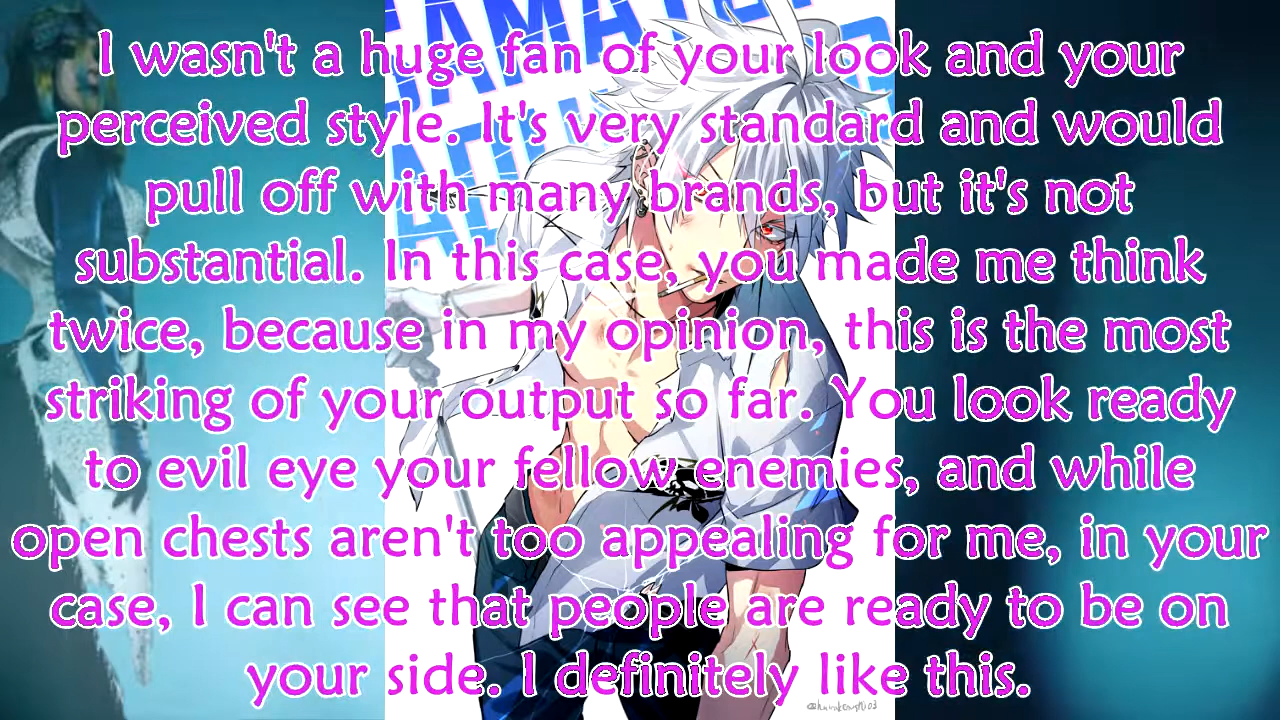 I wasn't a huge fan of your look and your
perceived style. It's very standard and would
pull off with many brands, but it's not
substantial. In this case, you made me think
twice, because in my opinion, this is the most
striking of your output so far. You look ready
to evil eye your fellow enemies, and while
open chests aren't too appealing for me, in your
case, I can see that people are ready to be on
your side. I definitely like this.